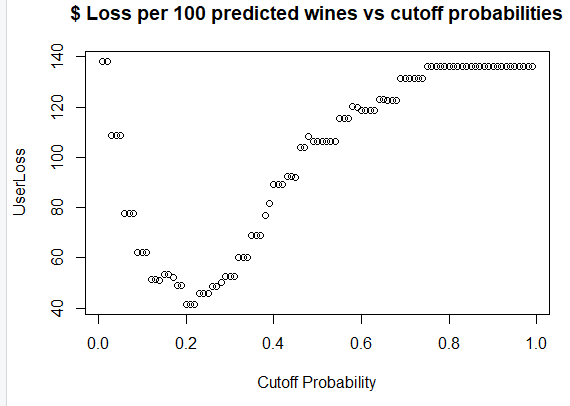 $ Loss per 100 predicted wines vs cutoff probabilities
140
120
100
80
60
40
UserLoss
0.0 0.2 0.4 0.6 0.8 1.0
Cutoff Probability